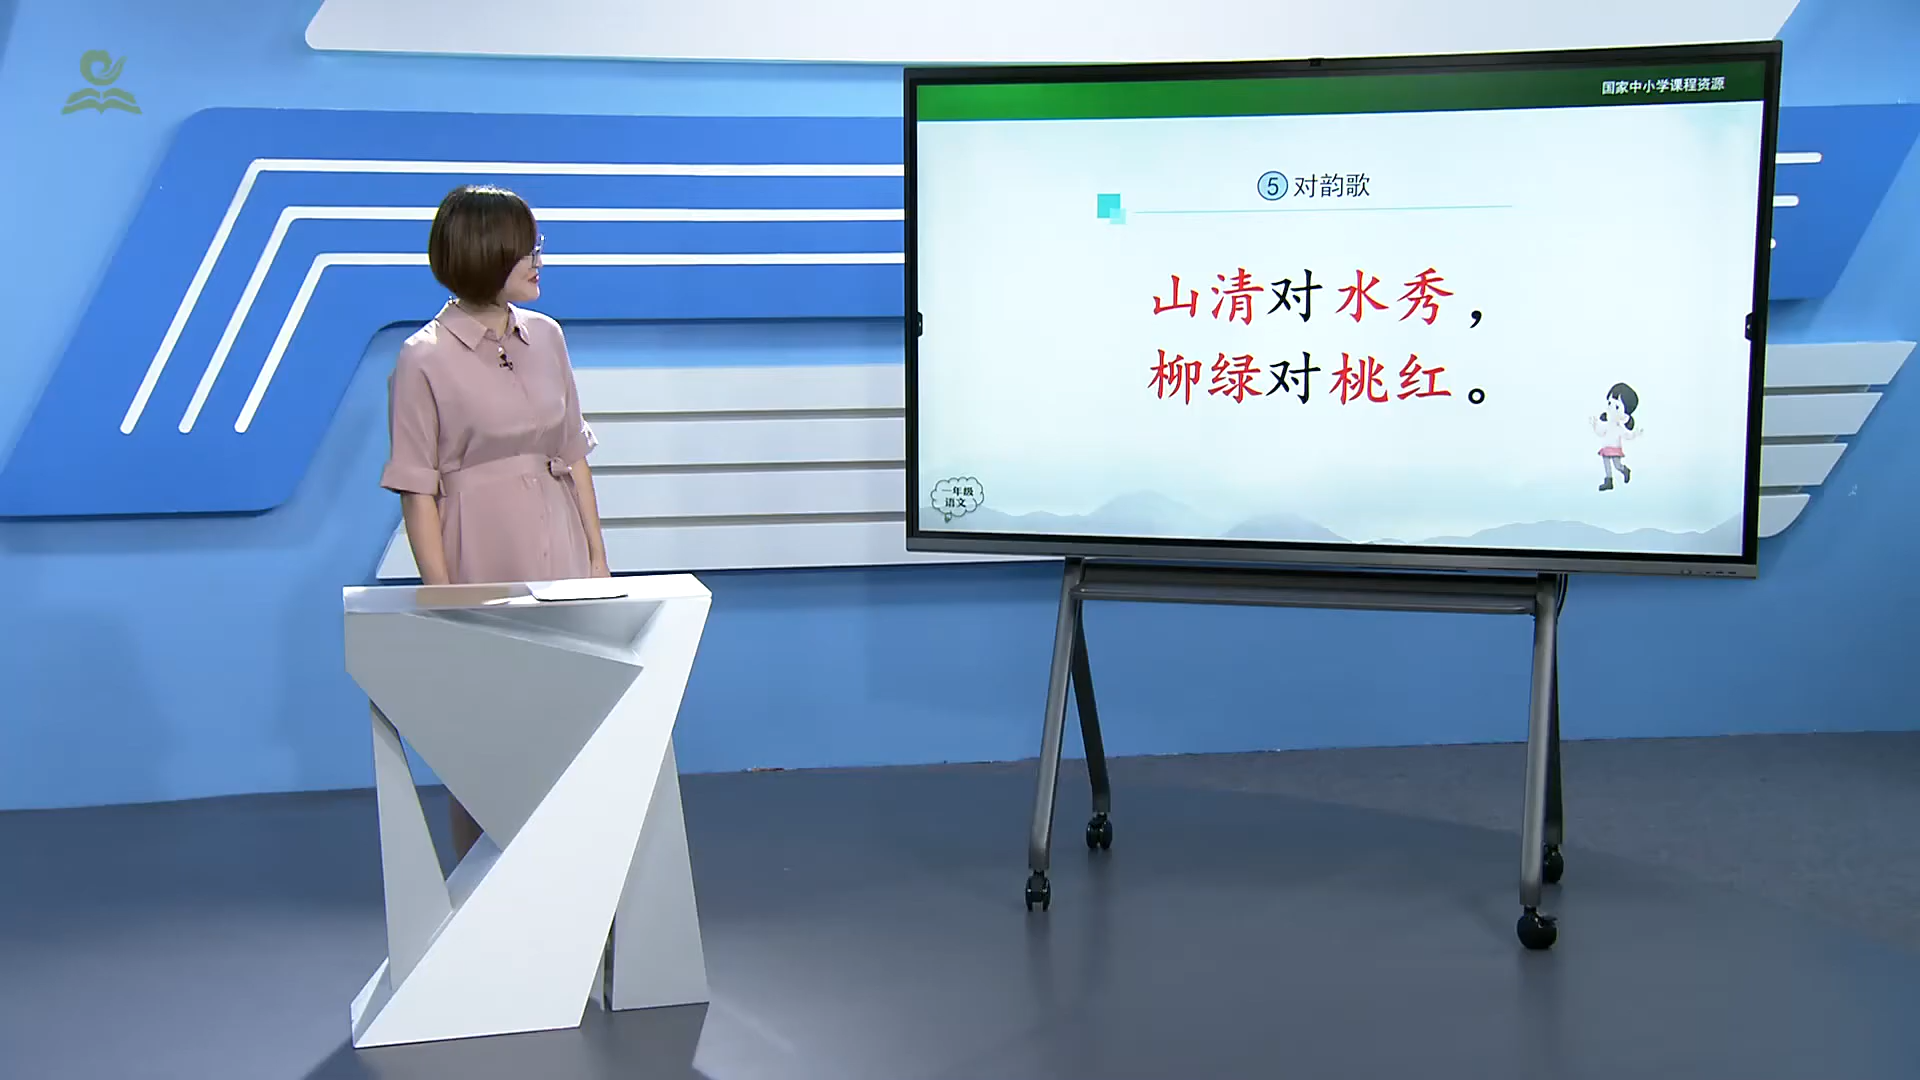 国家中小学课程资源
⑤对韵歌
山清对水秀，
柳绿对桃红。
一年级
语文